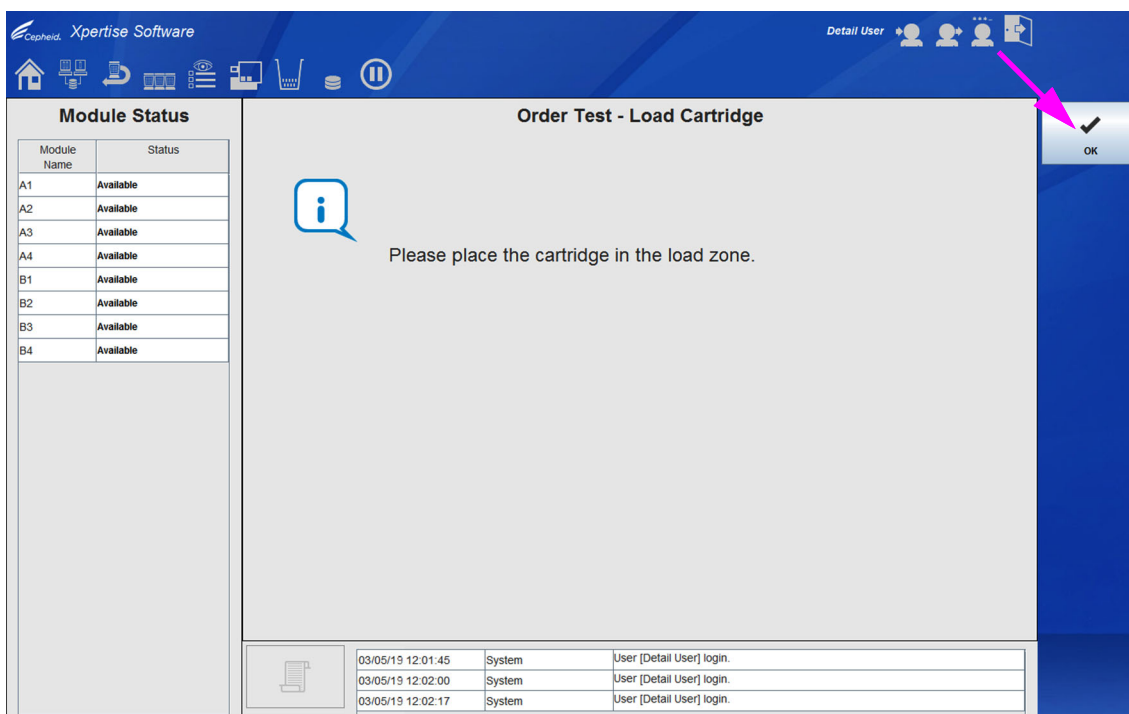 Cepheid. Xpertise Software
Detail User
Module Status
Module Name Status
A1 Available
A2 Available
A3 Available
A4 Available
B1 Available
B2 Available
B3 Available
B4 Available
Order Test - Load Cartridge
Please place the cartridge in the load zone.
OK
03/05/19 12:01:45 System User [Detail User] login.
03/05/19 12:02:00 System User [Detail User] login.
03/05/19 12:02:17 System User [Detail User] login.